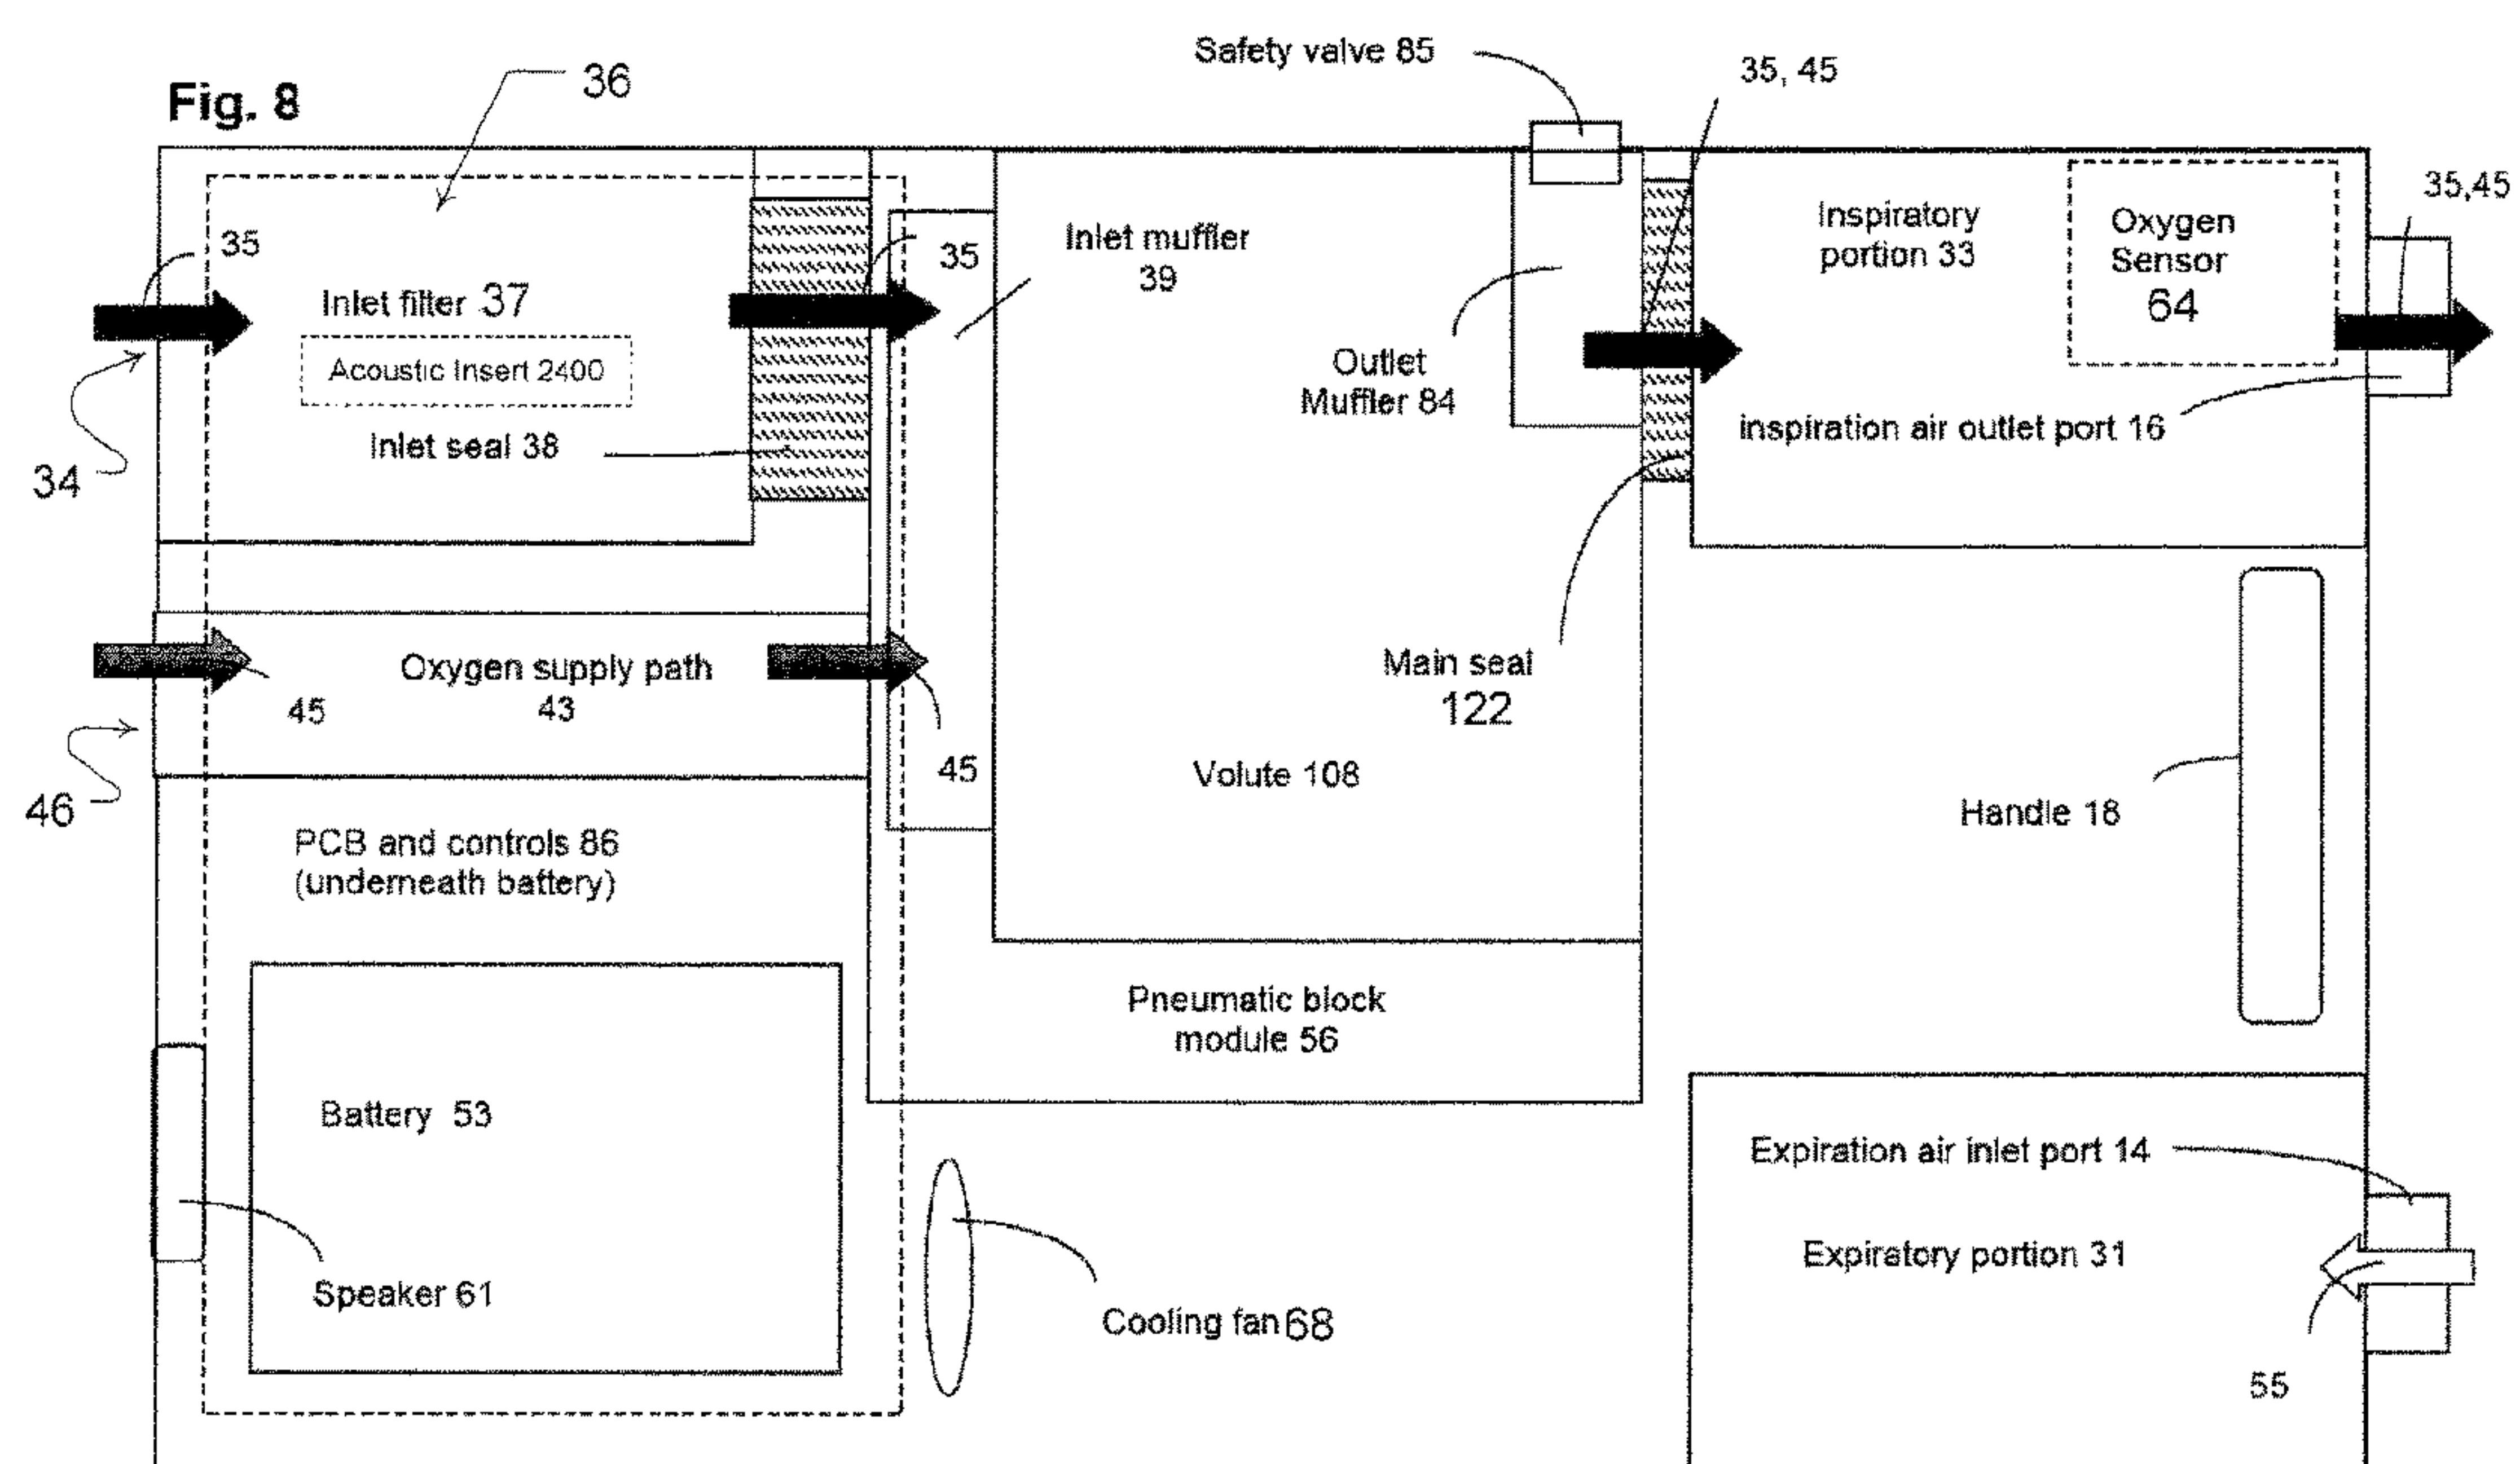 Fig. 8
36
Safety valve 85
35, 45
35,45
35
Inlet filter 37
Acoustic Insert 2400
Inlet seal 38
34
35
Inlet muffler
39
Outlet
Muffler 84
Inspiratory
portion 33
Oxygen
Sensor
64
inspiration air outlet port 16
45
Oxygen supply path
43
45
46
Main seal
122
Volute 108
Handle 18
PCB and controls 86
(underneath battery)
Pneumatic block
module 56
Battery 53
Speaker 61
Cooling fan 68
Expiration air inlet port 14
Expiratory portion 31
55